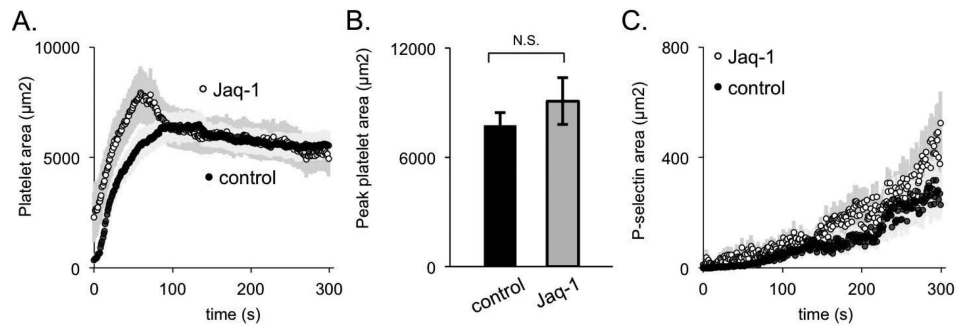 A.
10000
Platelet area (µm2)
5000
0
Jaq-1
control
0 100 200 300
time (s)
B.
N.S.
12000
Peak platelet area (µm2)
6000
0
control
Jaq-1
C.
800
Jaq-1
control
P-selectin area (µm2)
400
0
0 100 200 300
time (s)